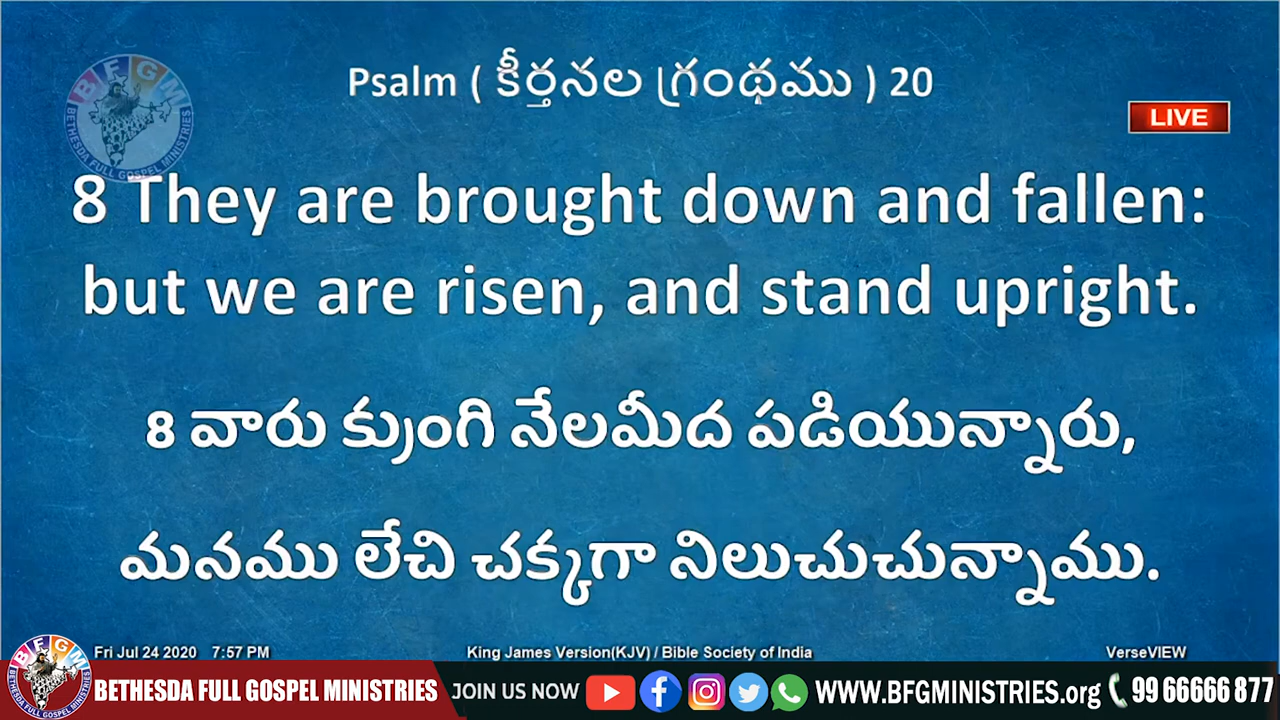 BFGM
BETHESDA FULL GOSPEL MINISTRIES
Psalm ( కీర్తనల గ్రంథము ) 20
LIVE
8 They are brought down and fallen:
but we are risen, and stand upright.
8 వారు క్రుంగి నేలమీద పడియున్నారు,
మనము లేచి చక్కగా నిలుచుచున్నాము.
Fri Jul 24 2020 7:57 PM King James Version(KJV) / Bible Society of India VerseVIEW
BFGM
BETHESDA FULL GOSPEL MINISTRIES JOIN US NOW WWW.BFGMINISTRIES.org 99 66666 877